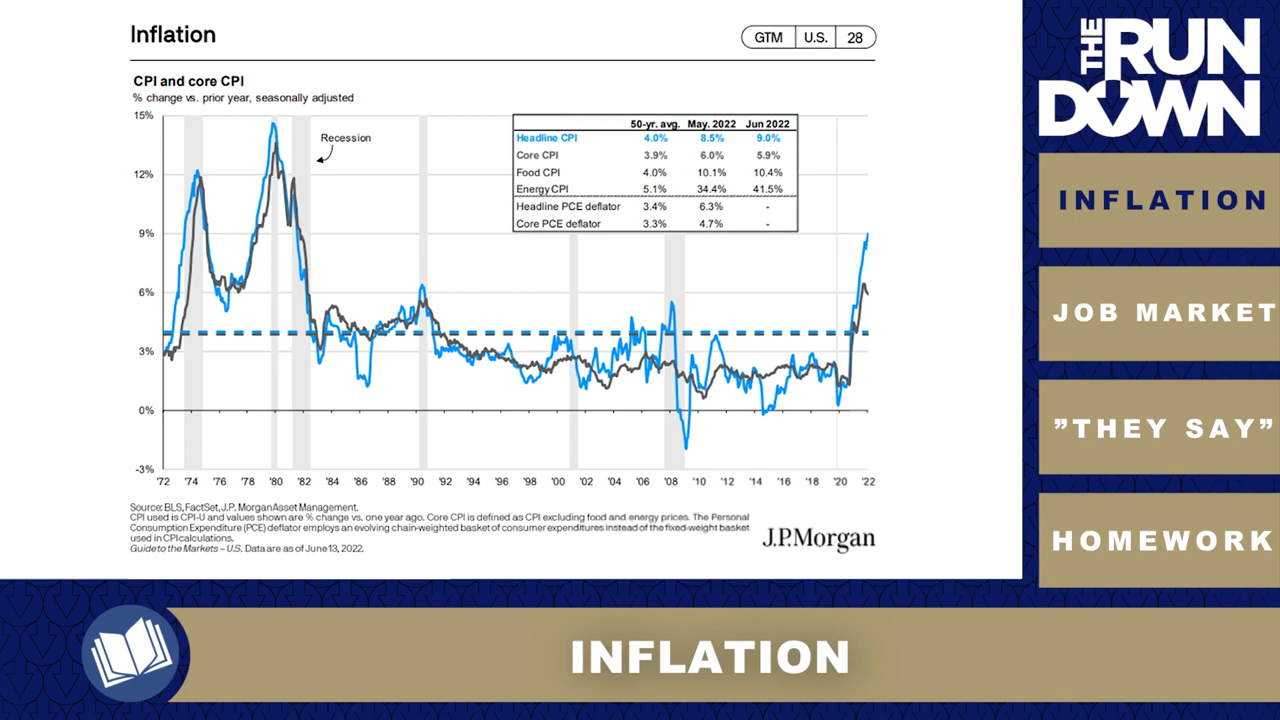 Inflation
GTM U.S. 28
CPI and core CPI
% change vs. prior year, seasonally adjusted
15%
12%
9%
6%
3%
0%
-3%
Recession
50-yr. avg. May. 2022 Jun 2022
Headline CPI 4.0% 8.5% 9.0%
Core CPI 3.9% 6.0% 5.9%
Food CPI 4.0% 10.1% 10.4%
Energy CPI 5.1% 34.4% 41.5%
Headline PCE deflator 3.4% 6.3% -
Core PCE deflator 3.3% 4.7% -
'72 '74 '76 '78 '80 '82 '84 '86 '88 '90 '92 '94 '96 '98 '00 '02 '04 '06 '08 '10 '12 '14 '16 '18 '20 '22
Source: BLS, FactSet, J.P. Morgan Asset Management.
CPI used is CPI-U and values shown are % change vs. one year ago. Core CPI is defined as CPI excluding food and energy prices. The Personal
Consumption Expenditure (PCE) deflator employs an evolving chain-weighted basket of consumer expenditures instead of the fixed-weight basket
used in CPI calculations.
Guide to the Markets – U.S. Data are as of June 13, 2022.
J.P.Morgan
THE RUN
DOWN
INFLATION
JOB MARKET
”THEY SAY”
HOMEWORK
INFLATION